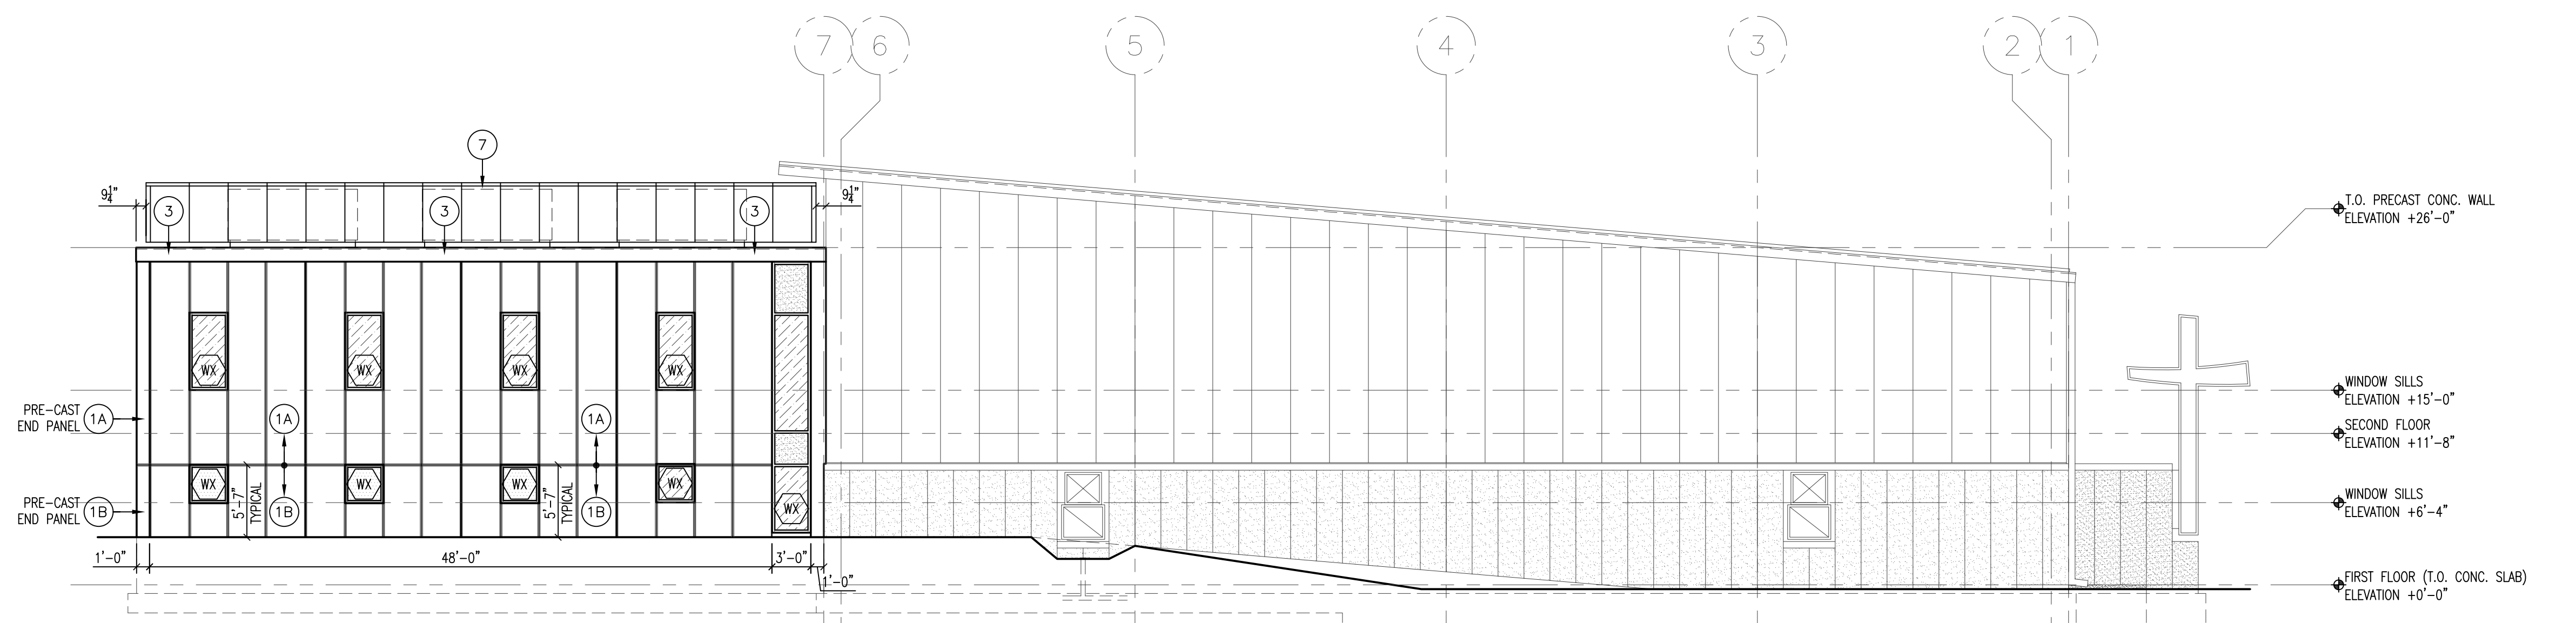 7
6
5
4
3
2
1
7
9 1/4"
9 1/4"
3
3
3
T.O. PRECAST CONC. WALL
ELEVATION +26'-0"
WX
WX
WX
WX
WINDOW SILLS
ELEVATION +15'-0"
PRE-CAST
END PANEL
1A
1A
1A
SECOND FLOOR
ELEVATION +11'-8"
WX
WX
WX
WX
5'-7"
TYPICAL
5'-7"
TYPICAL
WX
PRE-CAST
END PANEL
1B
1B
1B
WINDOW SILLS
ELEVATION +6'-4"
1'-0"
48'-0"
3'-0"
1'-0"
FIRST FLOOR (T.O. CONC. SLAB)
ELEVATION +0'-0"